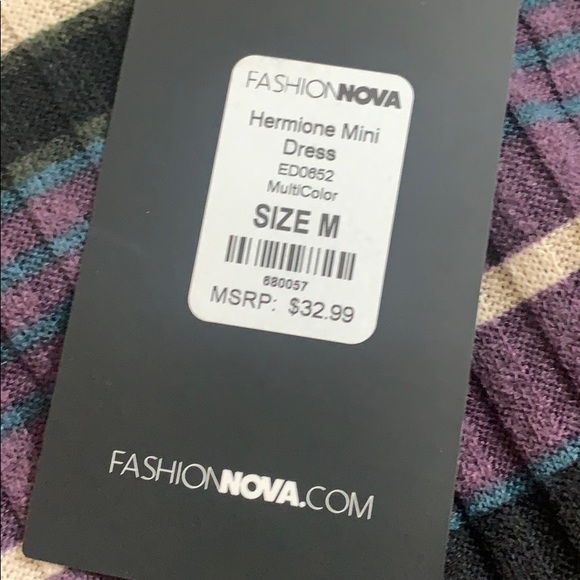 FASHIONNOVA
Hermione Mini
Dress
ED0652
MultiColor
SIZE M
680057
MSRP: $32.99
FASHIONNOVA.COM